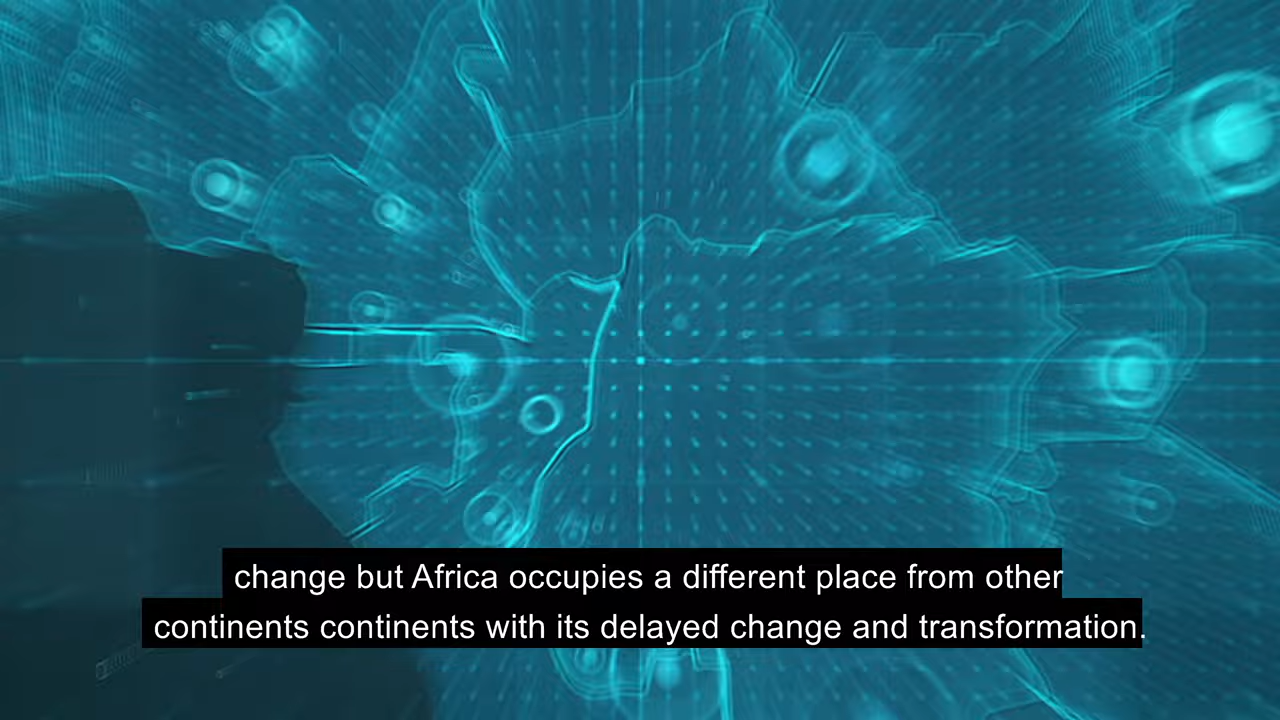 change but Africa occupies a different place from other
continents continents with its delayed change and transformation.